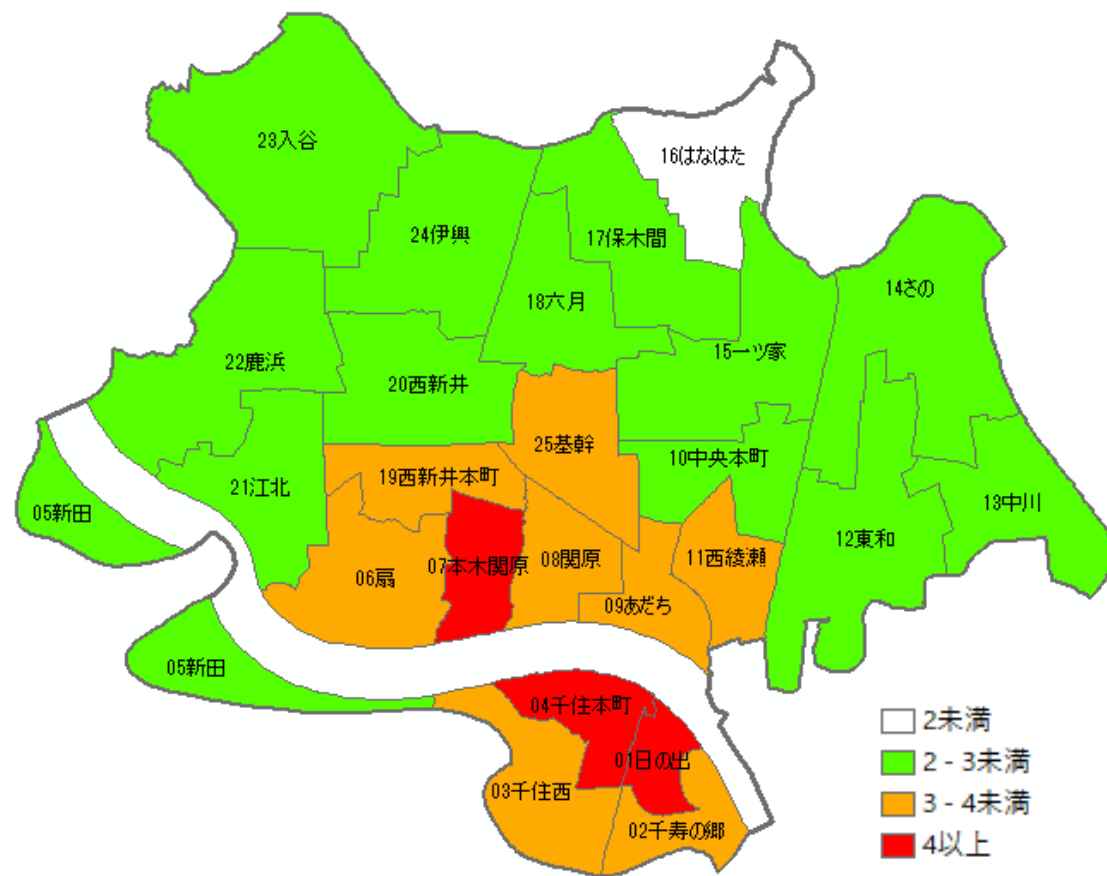 23入谷
16はなはた
24伊興
17保木間
14さの
18六月
15一ツ家
22鹿浜
20西新井
25基幹
10中央本町
19西新井本町
21江北
13中川
05新田
12東和
08関原
11西綾瀬
07本木関原
06扇
09あだち
05新田
04千住本町
01日の出
03千住西
02千寿の郷
2未満
2 - 3未満
3 - 4未満
4以上